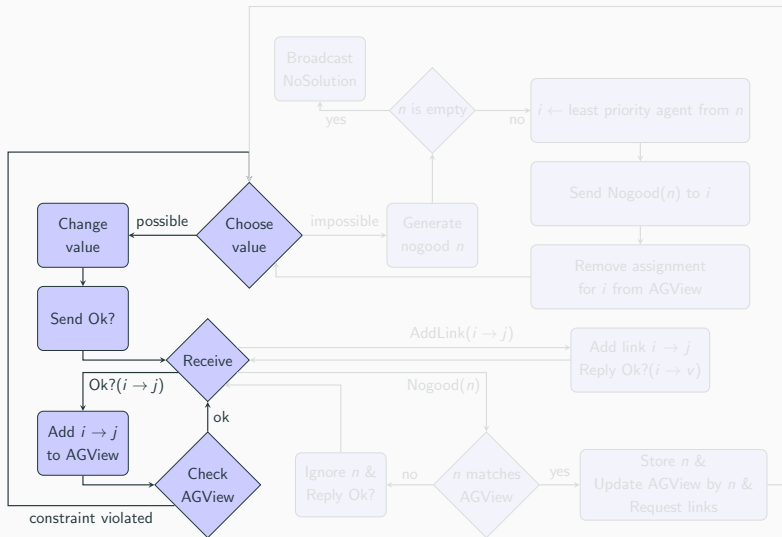 Broadcast
NoSolution
n is empty
yes
no
i ← least priority agent from n
Send Nogood(n) to i
Remove assignment
for i from AGView
Change
value
possible
Choose
value
impossible
Generate
nogood n
Send Ok?
Receive
AddLink(i → j)
Add link i → j
Reply Ok?(i → v)
Ok?(i → j)
Nogood(n)
ok
Add i → j
to AGView
Check
AGView
constraint violated
Ignore n &
Reply Ok?
no
n matches
AGView
yes
Store n &
Update AGView by n &
Request links